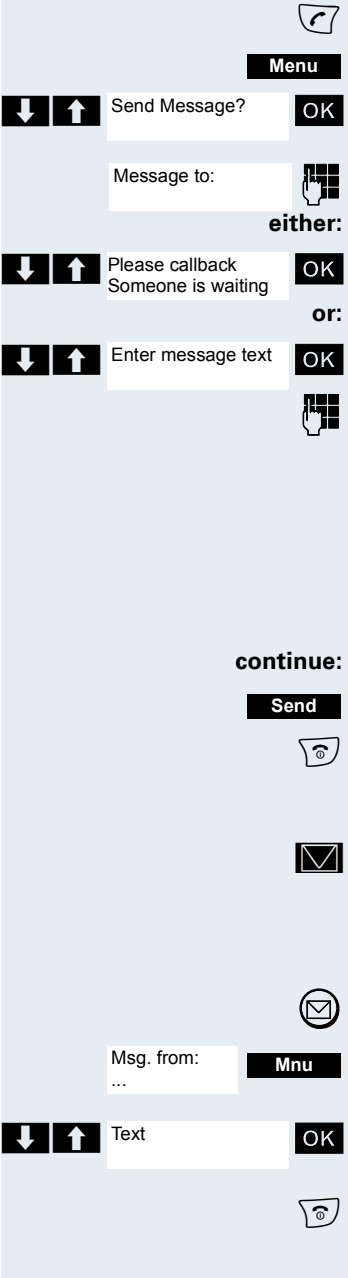 Menu
Send Message? OK
Message to:
either:
Please callback OK
Someone is waiting
or:
Enter message text OK
continue:
Send
Msg. from: Mnu
...
Text OK